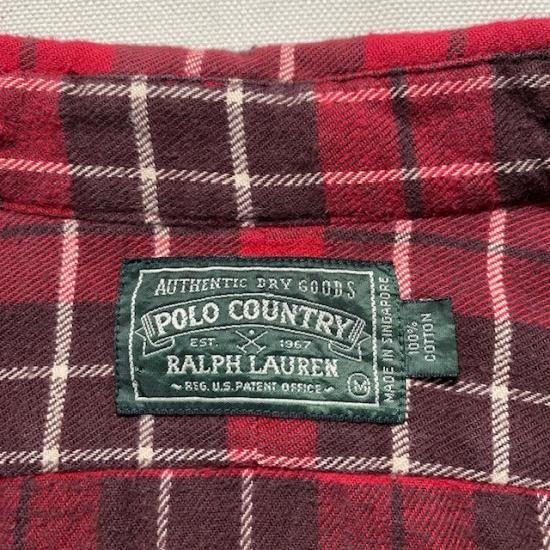 AUTHENTIC DRY GOODS
POLO COUNTRY
EST. 1967
RALPH LAUREN
~ REG. U.S. PATENT OFFICE ~
M
MADE IN SINGAPORE
100%
COTTON